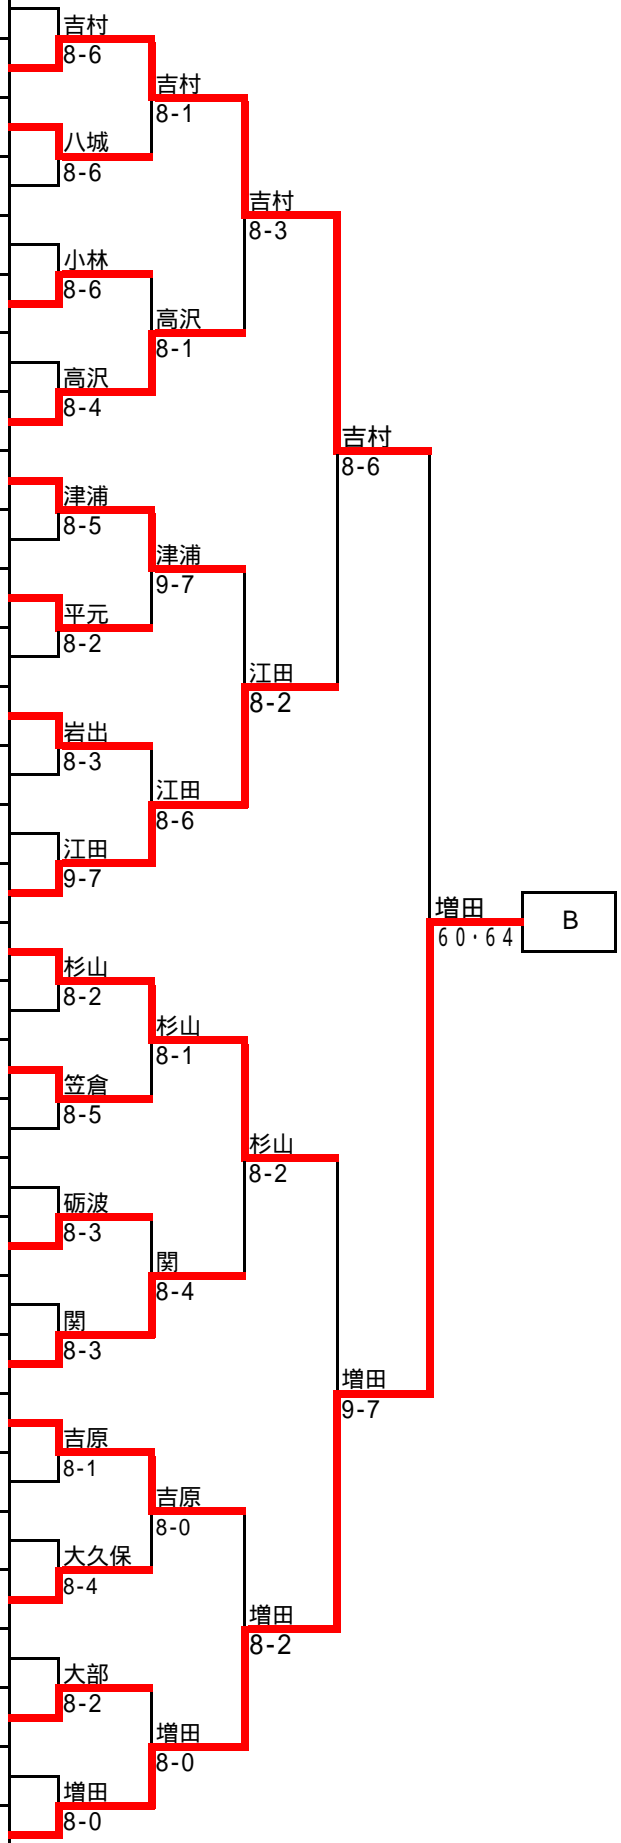 吉村
8-6
吉村
8-1
八城
8-6
吉村
8-3
小林
8-6
高沢
8-1
高沢
8-4
吉村
8-6
津浦
8-5
津浦
9-7
平元
8-2
江田
8-2
岩出
8-3
江田
8-6
江田
9-7
増田
60・64
B
杉山
8-2
杉山
8-1
笠倉
8-5
杉山
8-2
砺波
8-3
関
8-4
関
8-3
増田
9-7
吉原
8-1
吉原
8-0
大久保
8-4
増田
8-2
大部
8-2
増田
8-0
増田
8-0